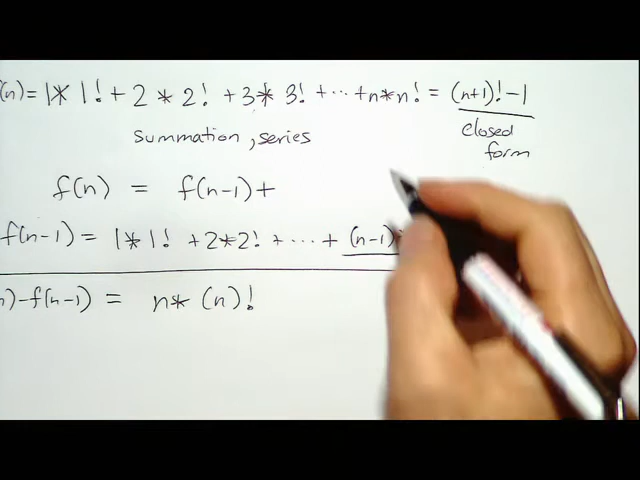 (n) = 1 * 1! + 2 * 2! + 3 * 3! + ... + n*n! = (n+1)! - 1
summation, series
closed form
f(n) = f(n-1) +
f(n-1) = 1 * 1! + 2*2! + ... + (n-1)
n) - f(n-1) = n* (n)!